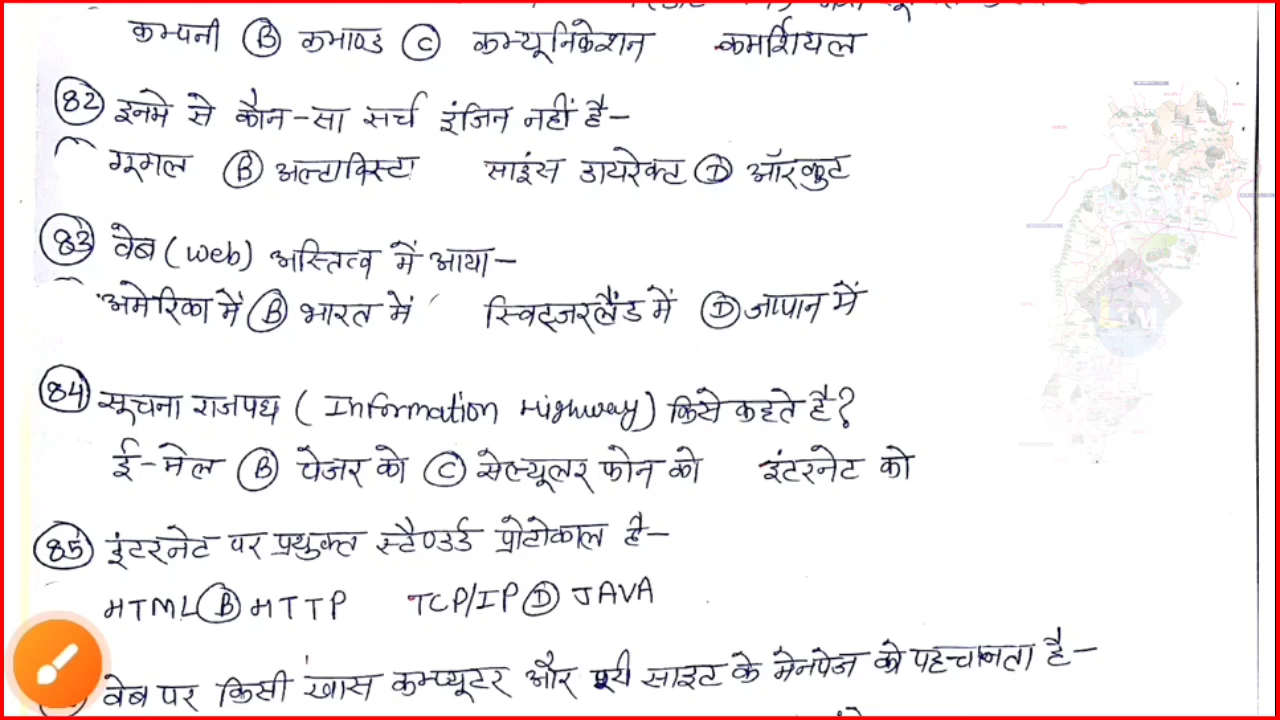 कम्पनी (B) कमाण्ड (C) कम्यूनिकेशन कमर्शियल
(82) इनमे से कौन-सा सर्च इंजिन नहीं है-
गूगल (B) अल्टाविस्टा साइंस डायरेक्ट (D) ऑरकुट
(83) वेब (web) अस्तित्व में आया-
अमेरिका में (B) भारत में स्विट्जरलैंड में (D) जापान में
(84) सूचना राजपथ (Information Highway) किसे कहते है?
ई-मेल (B) पेजर को (C) सेल्यूलर फोन को इंटरनेट को
(85) इंटरनेट पर प्रयुक्त स्टैण्डर्ड प्रोटोकाल है-
HTML (B) HTTP TCP/IP (D) JAVA
वेब पर किसी खास कम्प्यूटर और पूरी साइट के मेनपेज को पहचानता है-